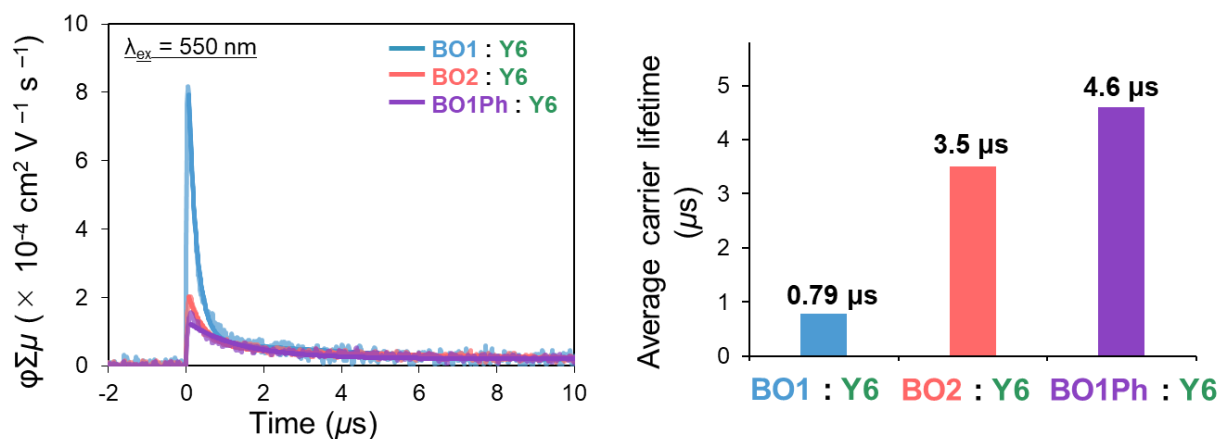 λex = 550 nm
BO1 : Y6
BO2 : Y6
BO1Ph : Y6
φΣμ ( × 10⁻⁴ cm² V ⁻¹ s ⁻¹)
10
8
6
4
2
0
-2 0 2 4 6 8 10
Time (μs)
Average carrier lifetime
(μs)
5
4
3
2
1
0
0.79 μs
3.5 μs
4.6 μs
BO1 : Y6 BO2 : Y6 BO1Ph : Y6